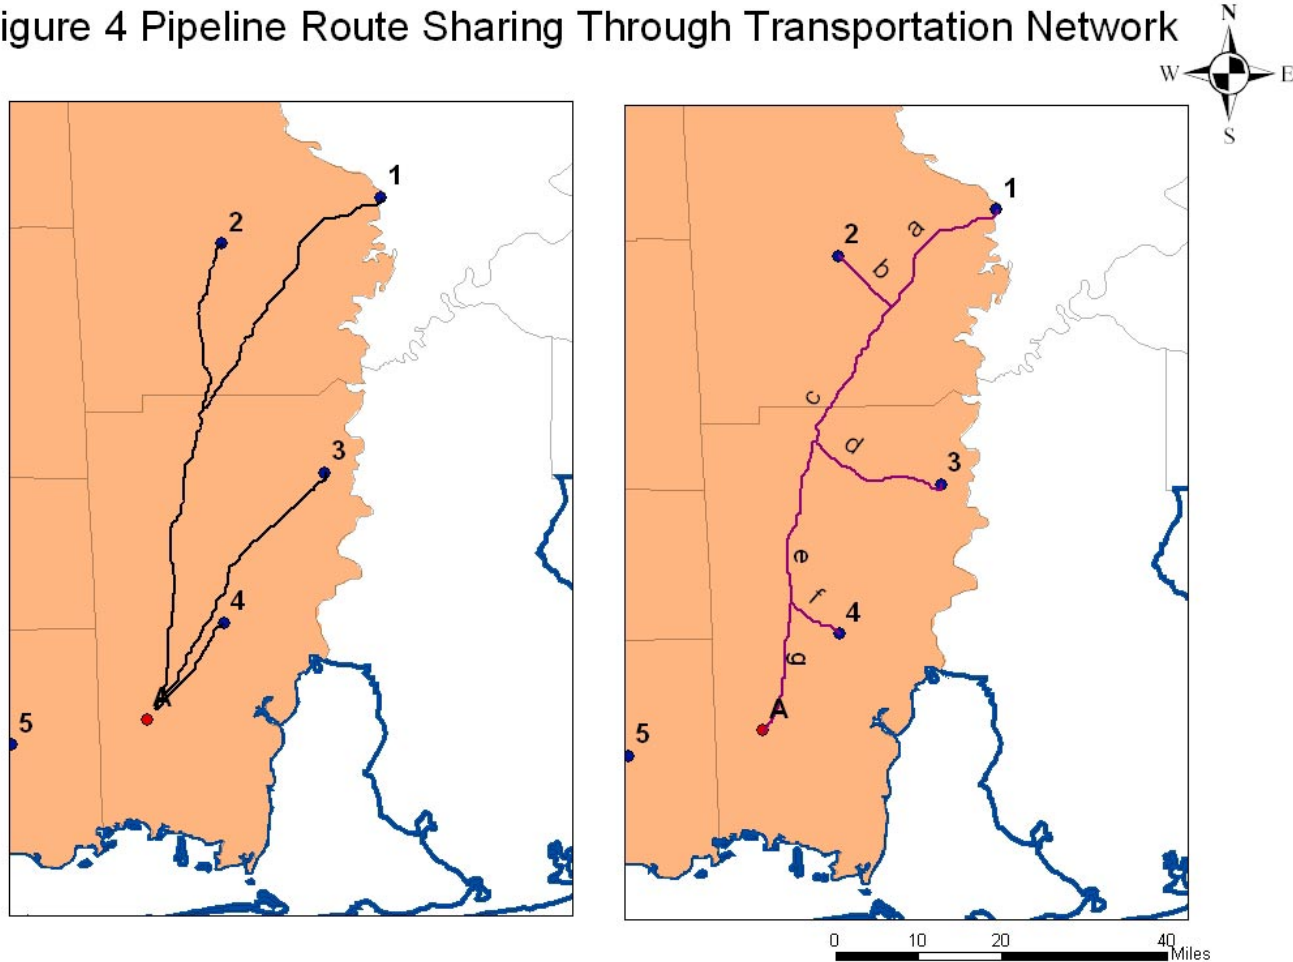 igure 4 Pipeline Route Sharing Through Transportation Network
N
W E
S
1
2
3
4
A
5
1
a
2
b
c
d
3
e
f
4
g
A
5
0 10 20 40
Miles